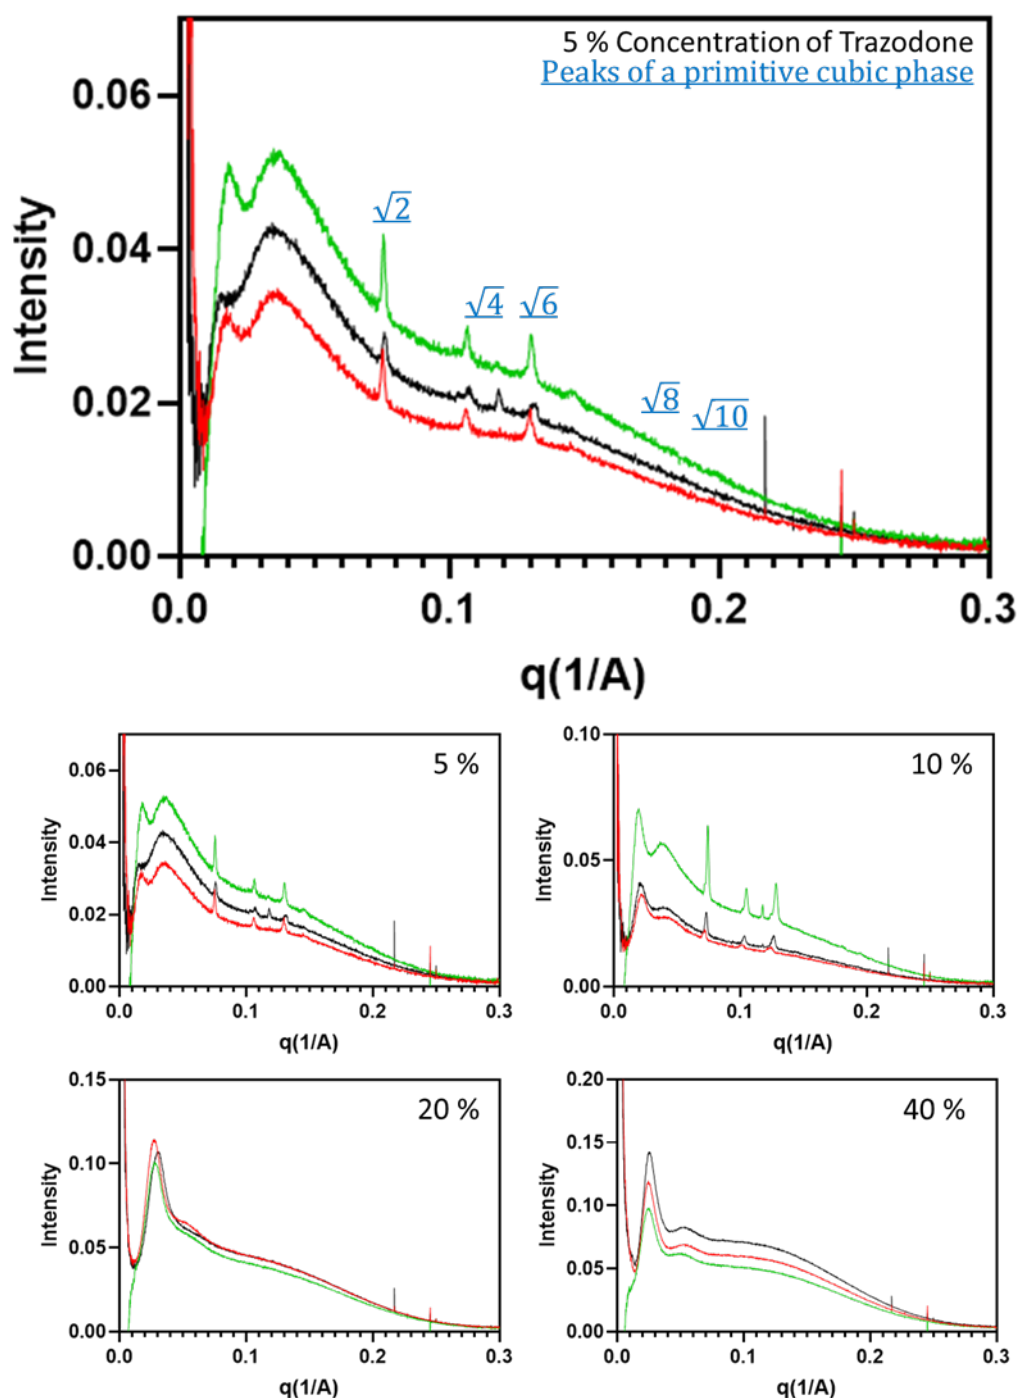 5 % Concentration of Trazodone
Peaks of a primitive cubic phase
0.06
0.04
0.02
0.00
Intensity
√2
√4
√6
√8
√10
0.0 0.1 0.2 0.3
q(1/A)
5 %
0.06
0.04
0.02
0.00
Intensity
0.0 0.1 0.2 0.3
q(1/A)
10 %
0.10
0.05
0.00
Intensity
0.0 0.1 0.2 0.3
q(1/A)
20 %
0.15
0.10
0.05
0.00
Intensity
0.0 0.1 0.2 0.3
q(1/A)
40 %
0.20
0.15
0.10
0.05
0.00
Intensity
0.0 0.1 0.2 0.3
q(1/A)